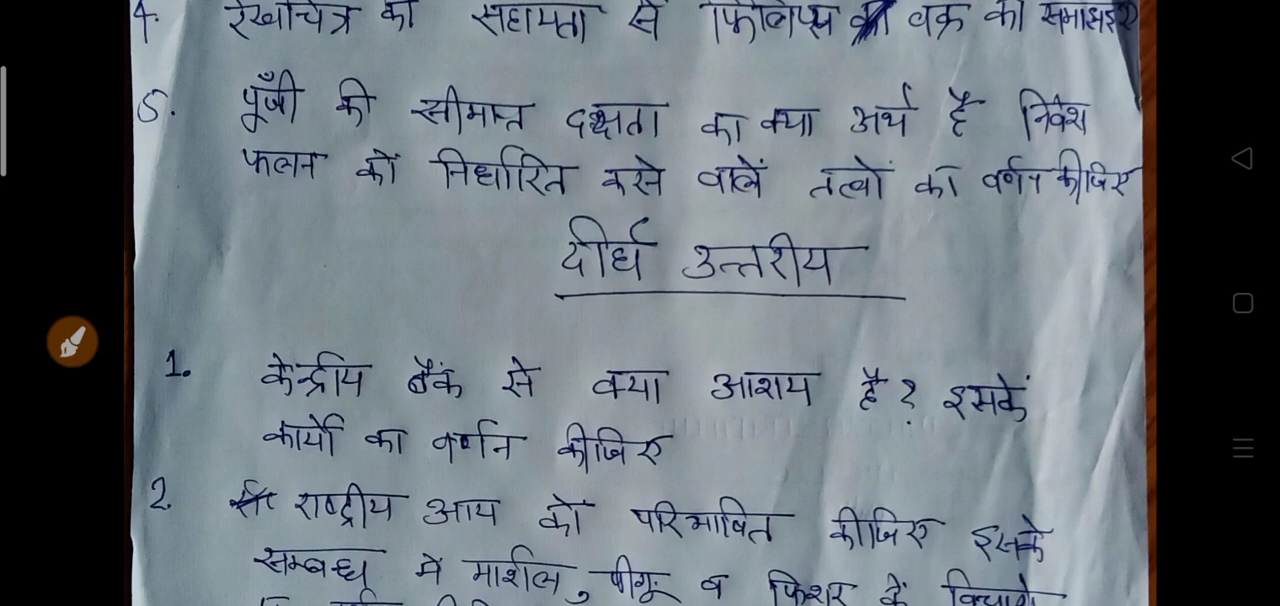 4. रेखाचित्र की सहायता से फिलिप्स वक्र को समझाइए
5. पूँजी की सीमान्त दक्षता का क्या अर्थ है निवेश
फलन को निर्धारित करने वालें तत्वों का वर्णन कीजिए
दीर्घ उत्तरीय
1. केन्द्रीय बैंक से क्या आशय है? इसके
कार्यों का वर्णन कीजिए
2. राष्ट्रीय आय को परिभाषित कीजिए इसके
सम्बन्ध में मार्शल, पीगू व फिशर के विचारों